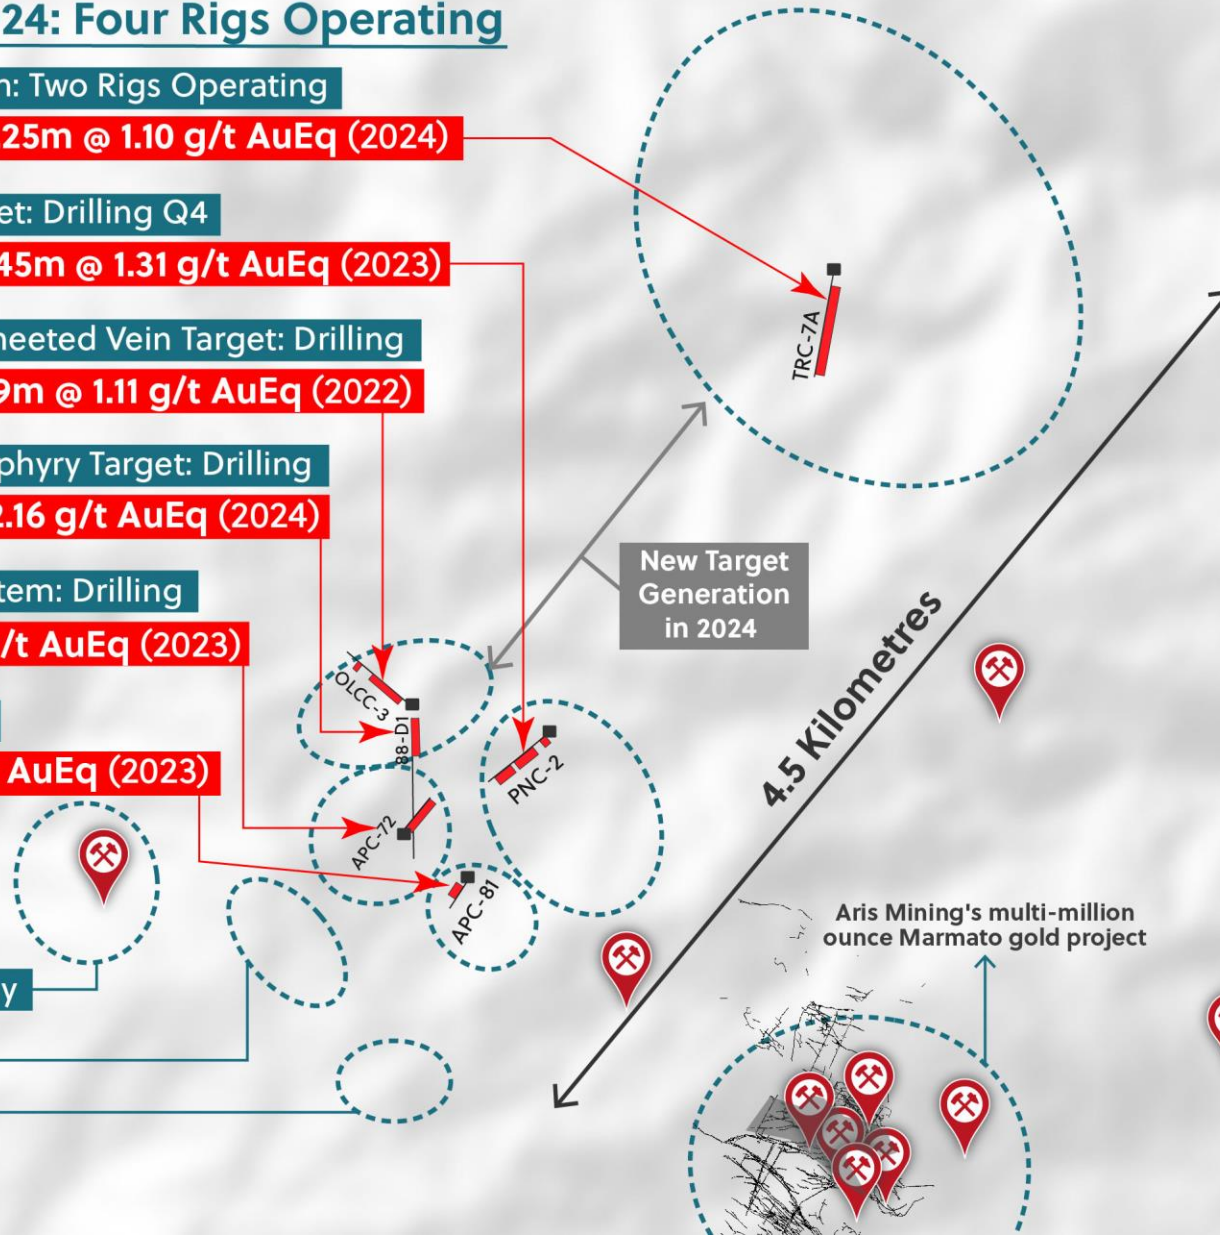 24: Four Rigs Operating
n: Two Rigs Operating
.25m @ 1.10 g/t AuEq (2024)
et: Drilling Q4
45m @ 1.31 g/t AuEq (2023)
heeted Vein Target: Drilling
9m @ 1.11 g/t AuEq (2022)
phyry Target: Drilling
2.16 g/t AuEq (2024)
tem: Drilling
/t AuEq (2023)
AuEq (2023)
y
TRC-7A
New Target
Generation
in 2024
4.5 Kilometres
OLCC-3
88-D1
PNC-2
APC-72
APC-81
Aris Mining's multi-million
ounce Marmato gold project